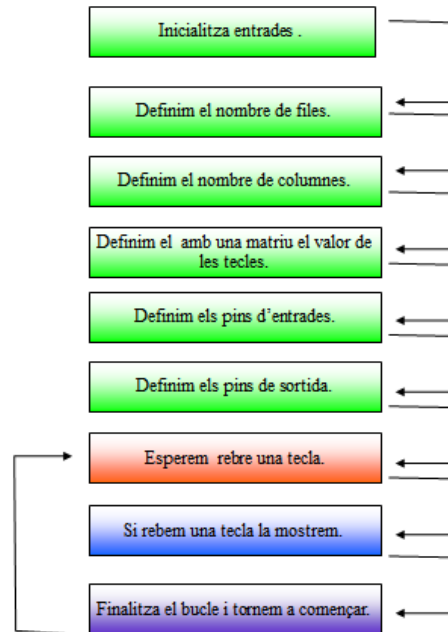 Inicialitza entrades .
Definim el nombre de files.
Definim el nombre de columnes.
Definim el amb una matriu el valor de
les tecles.
Definim els pins d'entrades.
Definim els pins de sortida.
Esperem rebre una tecla.
Si rebem una tecla la mostrem.
Finalitza el bucle i tornem a començar.